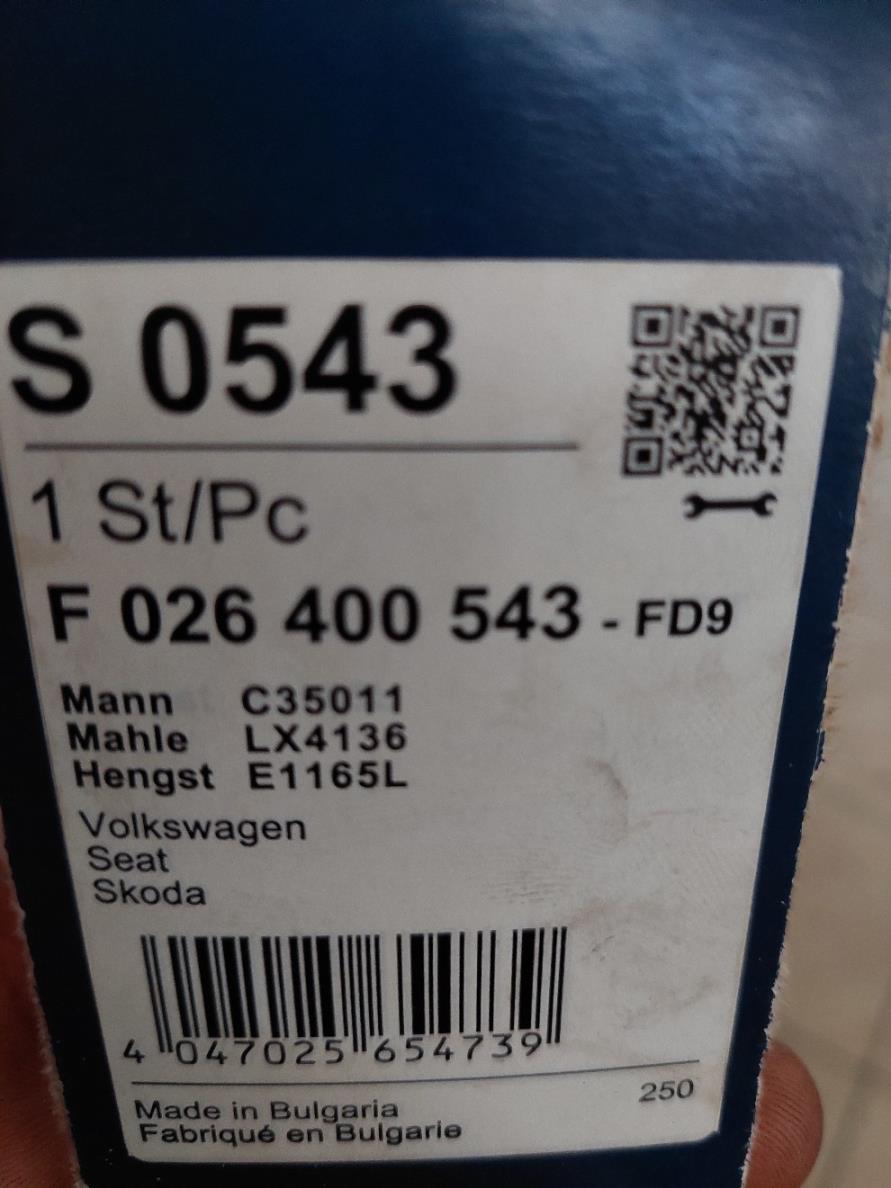 S 0543
1 St/Pc
F 026 400 543 - FD9
Mann C35011
Mahle LX4136
Hengst E1165L
Volkswagen
Seat
Skoda
4 047025 654739
250
Made in Bulgaria
Fabriqué en Bulgarie